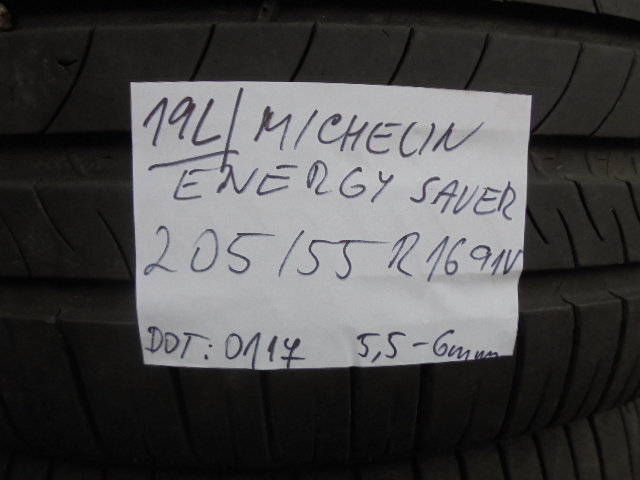 19L/ MICHELIN
ENERGY SAVER
205/55 R16 91V
DOT: 0117 5,5-6mm